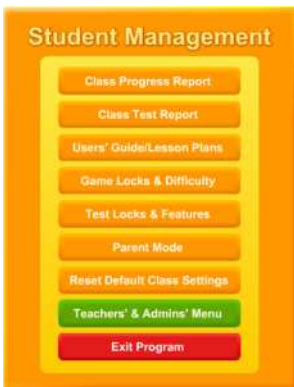 Student Management
Class Progress Report
Class Test Report
Users' Guide/Lesson Plans
Game Locks & Difficulty
Test Locks & Features
Parent Mode
Reset Default Class Settings
Teachers' & Admins' Menu
Exit Program